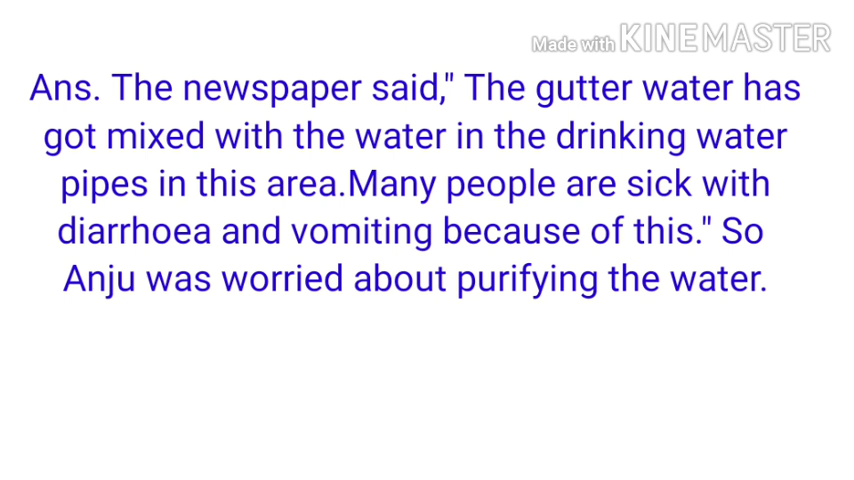 Made with KINEMASTER
Ans. The newspaper said," The gutter water has
got mixed with the water in the drinking water
pipes in this area.Many people are sick with
diarrhoea and vomiting because of this." So
Anju was worried about purifying the water.